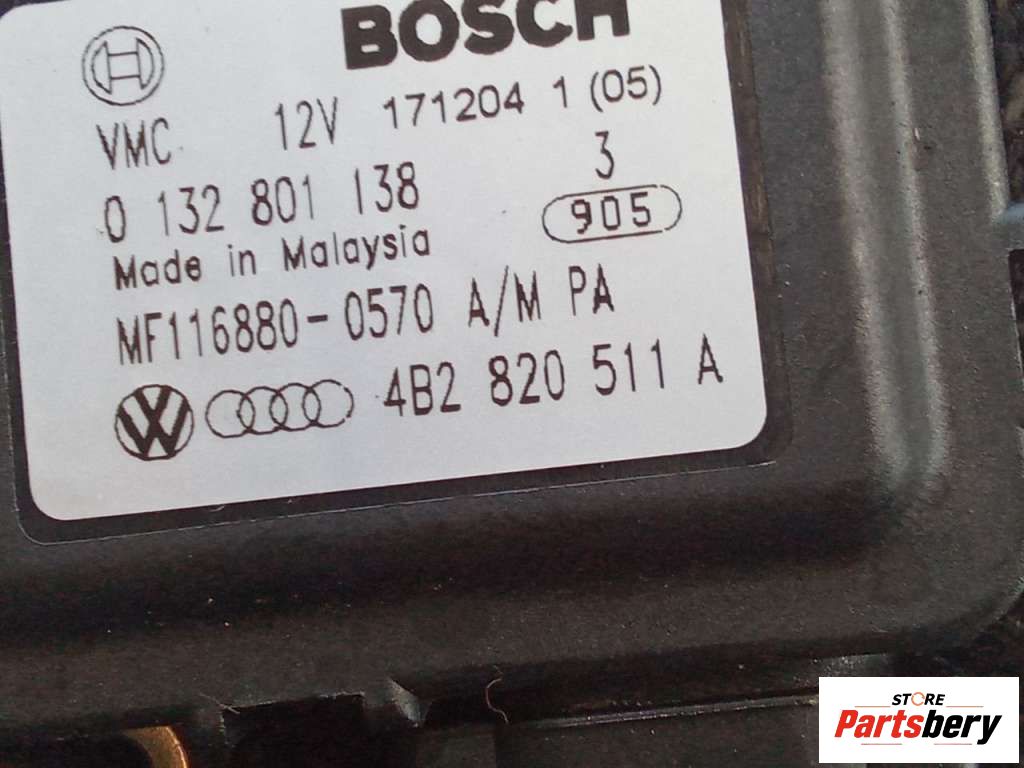 BOSCH
VMC 12V 171204 1 (05)
0 132 801 138 3
905
Made in Malaysia
MF116880-0570 A/M PA
VW 4B2 820 511 A
STORE
Partsbery